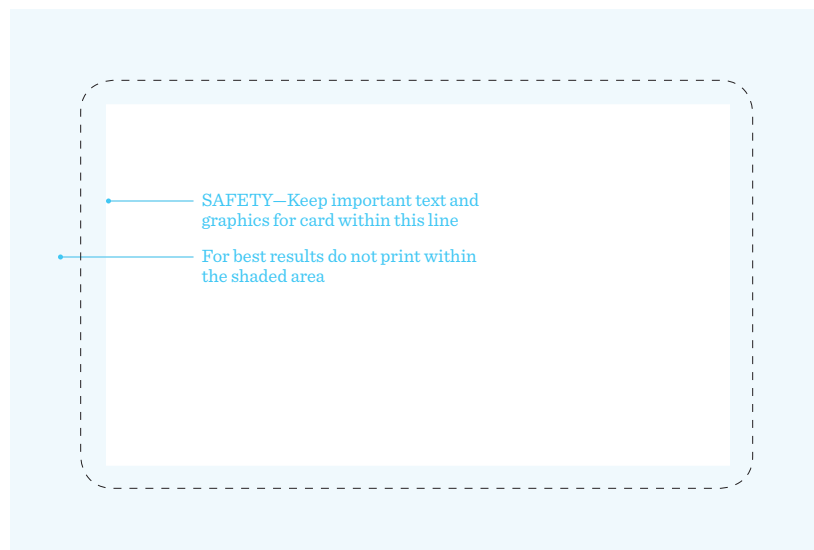 SAFETY—Keep important text and
graphics for card within this line
For best results do not print within
the shaded area